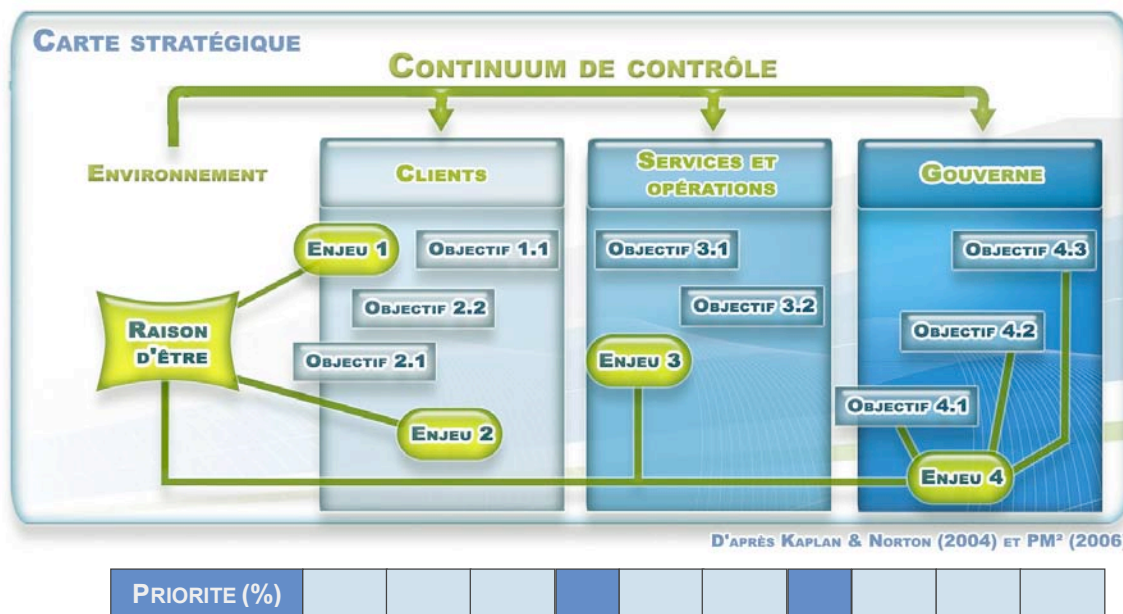 CARTE STRATÉGIQUE
CONTINUUM DE CONTRÔLE
ENVIRONNEMENT
CLIENTS
SERVICES ET
OPÉRATIONS
GOUVERNE
ENJEU 1
OBJECTIF 1.1
OBJECTIF 3.1
OBJECTIF 4.3
OBJECTIF 2.2
OBJECTIF 3.2
RAISON
D'ÊTRE
OBJECTIF 4.2
OBJECTIF 2.1
ENJEU 3
OBJECTIF 4.1
ENJEU 2
ENJEU 4
D'APRÈS KAPLAN & NORTON (2004) ET PM² (2006
PRIORITE (%)